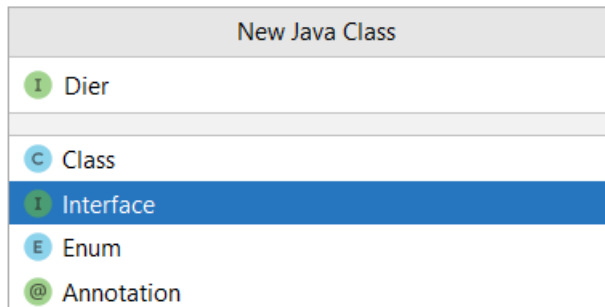 New Java Class
I Dier
C Class
I Interface
E Enum
@ Annotation